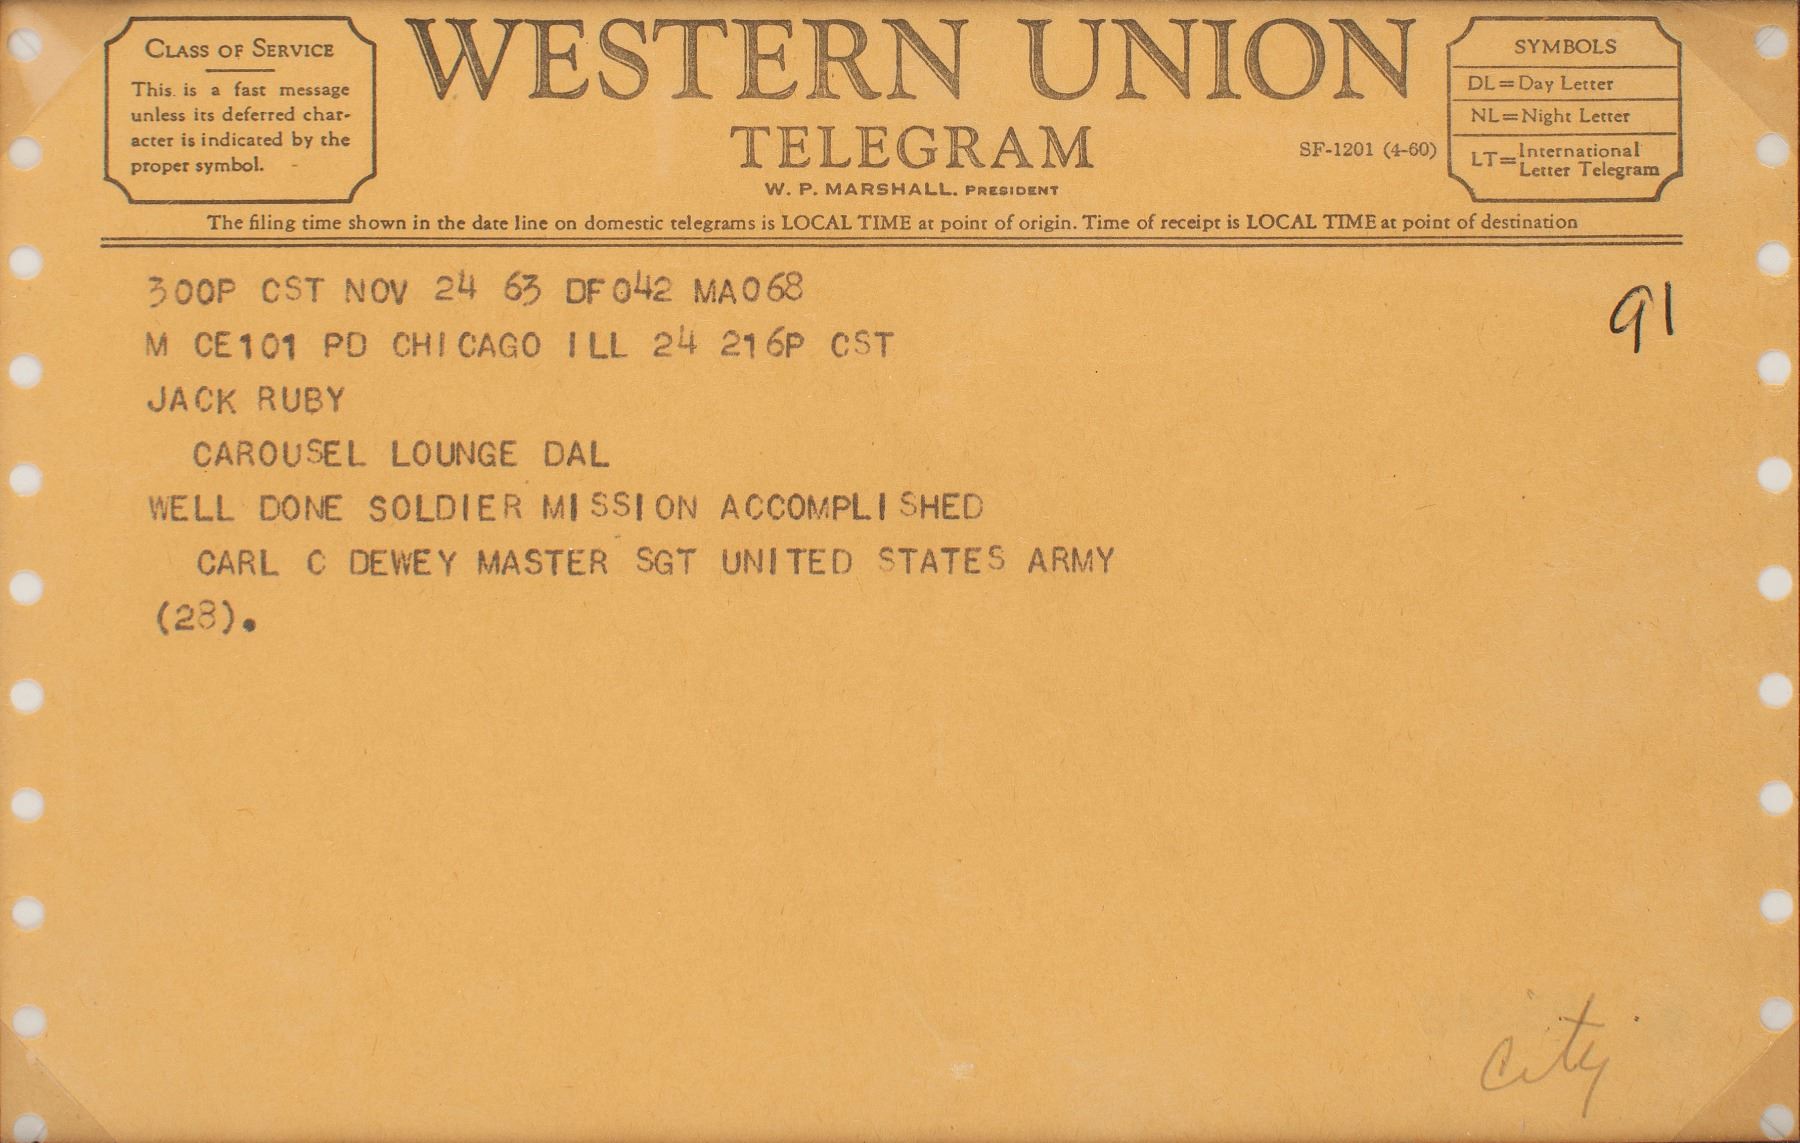 CLASS OF SERVICE
This is a fast message
unless its deferred char-
acter is indicated by the
proper symbol.
WESTERN UNION
TELEGRAM
W. P. MARSHALL, PRESIDENT
SF-1201 (4-60)
SYMBOLS
DL=Day Letter
NL=Night Letter
LT=International Letter Telegram
The filing time shown in the date line on domestic telegrams is LOCAL TIME at point of origin. Time of receipt is LOCAL TIME at point of destination
300P CST NOV 24 63 DF042 MA068
91
M CE101 PD CHICAGO ILL 24 216P CST
JACK RUBY
CAROUSEL LOUNGE DAL
WELL DONE SOLDIER MISSION ACCOMPLISHED
CARL C DEWEY MASTER SGT UNITED STATES ARMY
(28).
city